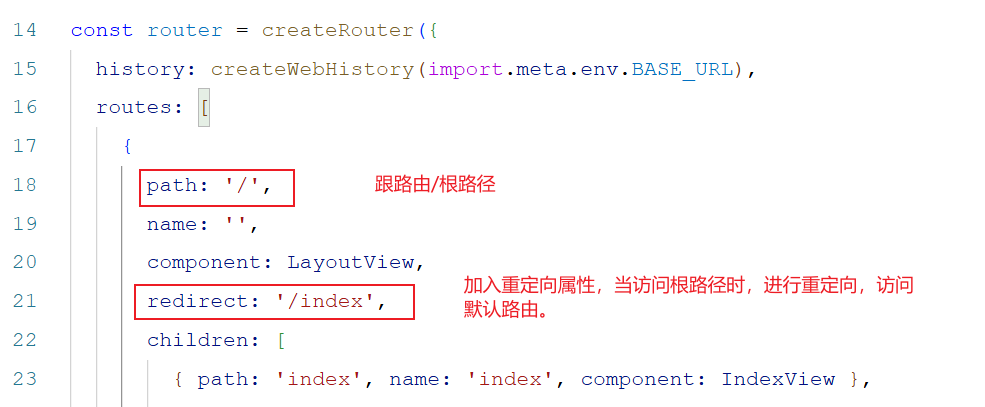 14 const router = createRouter({
15 history: createWebHistory(import.meta.env.BASE_URL),
16 routes: [
17 {
18 path: '/', 跟路由/根路径
19 name: '',
20 component: LayoutView,
21 redirect: '/index', 加入重定向属性，当访问根路径时，进行重定向，访问
默认路由。
22 children: [
23 { path: 'index', name: 'index', component: IndexView },